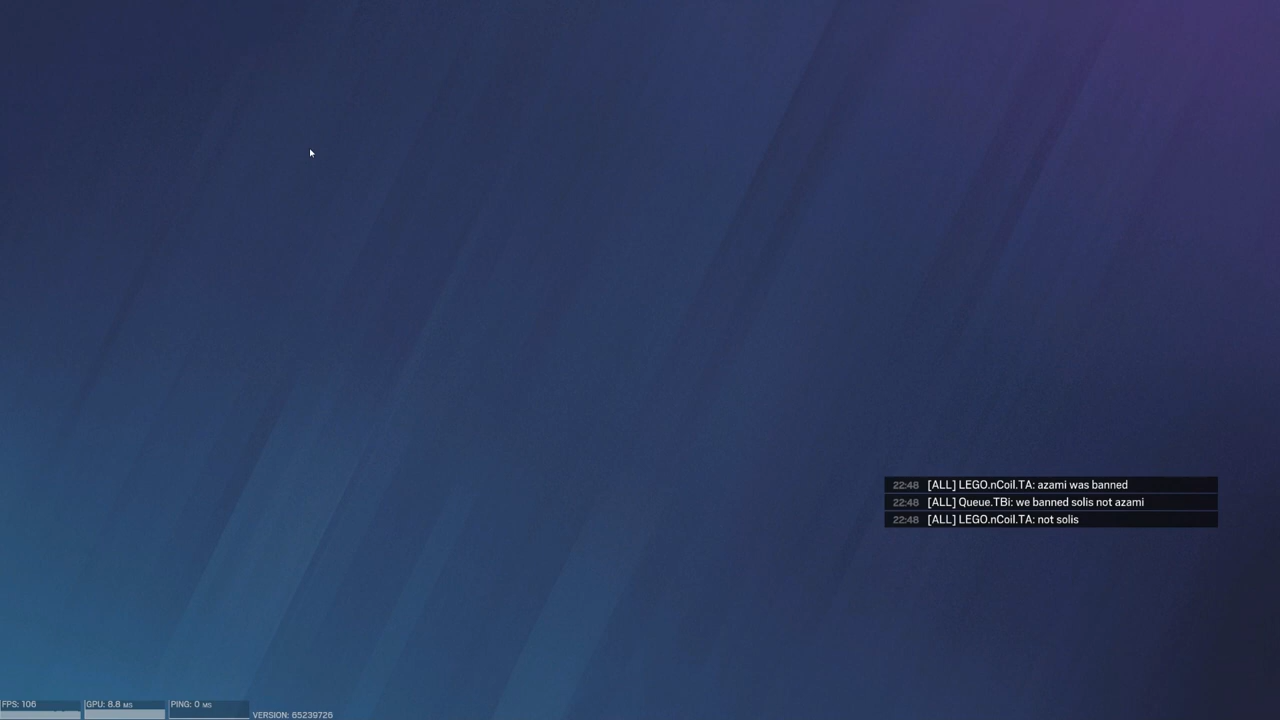 22:48 [ALL] LEGO.nCoil.TA: azami was banned
22:48 [ALL] Queue.TBi: we banned solis not azami
22:48 [ALL] LEGO.nCoil.TA: not solis
FPS: 106 GPU: 8.8 MS PING: 0 MS VERSION: 65239726